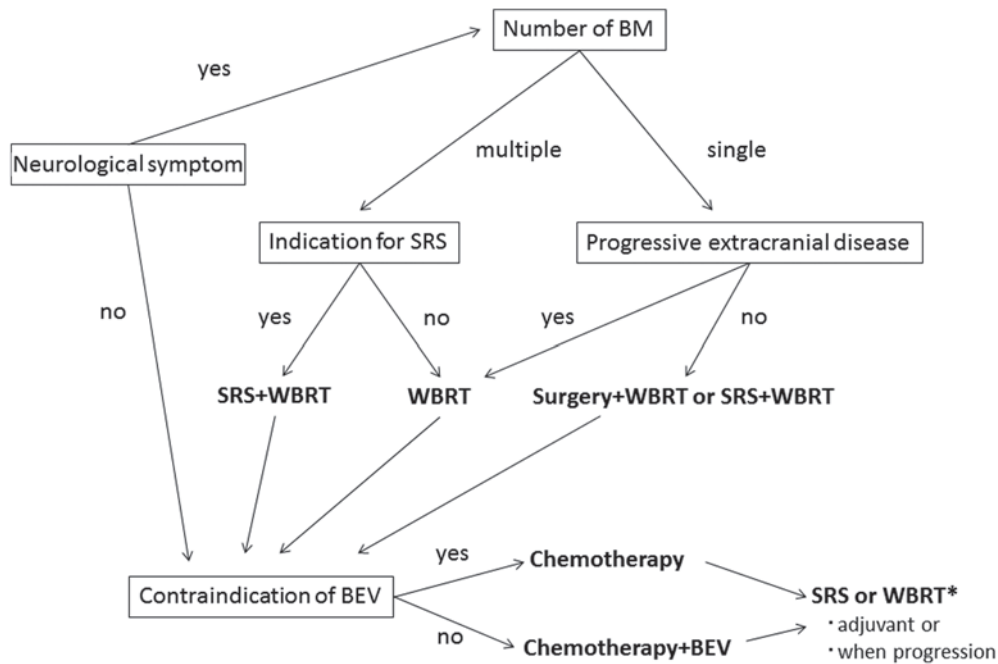 Number of BM
yes
Neurological symptom
multiple
single
Indication for SRS
Progressive extracranial disease
no
yes
no
yes
no
SRS+WBRT
WBRT
Surgery+WBRT or SRS+WBRT
Contraindication of BEV
yes
Chemotherapy
no
Chemotherapy+BEV
SRS or WBRT*
・adjuvant or
・when progression